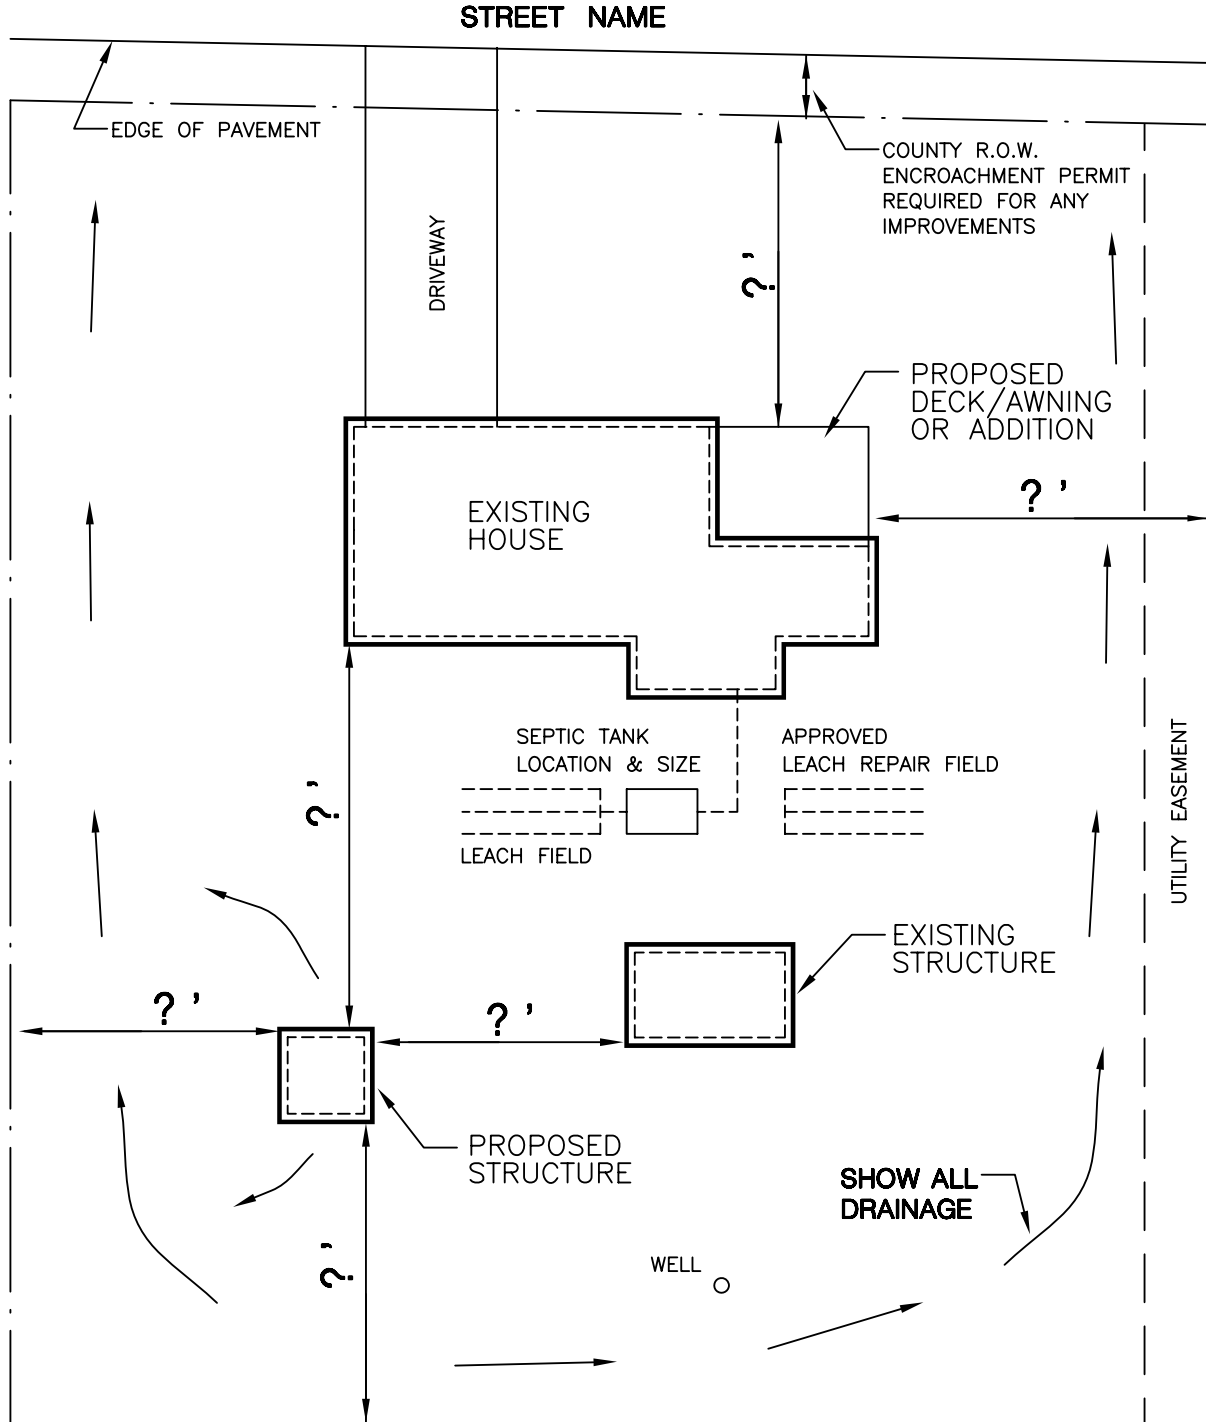 STREET NAME
EDGE OF PAVEMENT
COUNTY R.O.W.
ENCROACHMENT PERMIT
REQUIRED FOR ANY
IMPROVEMENTS
DRIVEWAY
?'
PROPOSED
DECK/AWNING
OR ADDITION
?'
EXISTING
HOUSE
SEPTIC TANK
LOCATION & SIZE
APPROVED
LEACH REPAIR FIELD
?'
LEACH FIELD
UTILITY EASEMENT
EXISTING
STRUCTURE
?'
?'
PROPOSED
STRUCTURE
SHOW ALL
DRAINAGE
?'
WELL